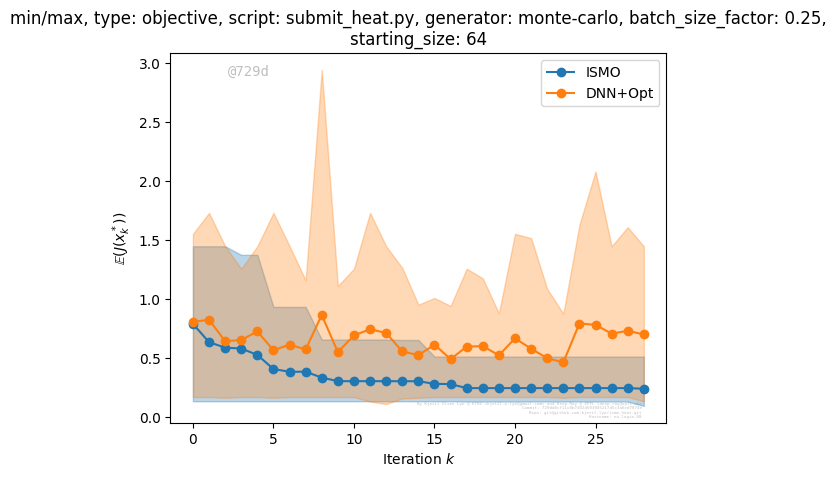 min/max, type: objective, script: submit_heat.py, generator: monte-carlo, batch_size_factor: 0.25,
starting_size: 64
@729d
ISMO
DNN+Opt
3.0
2.5
2.0
1.5
1.0
0.5
0.0
𝔼(J(x*_k))
0 5 10 15 20 25
Iteration k